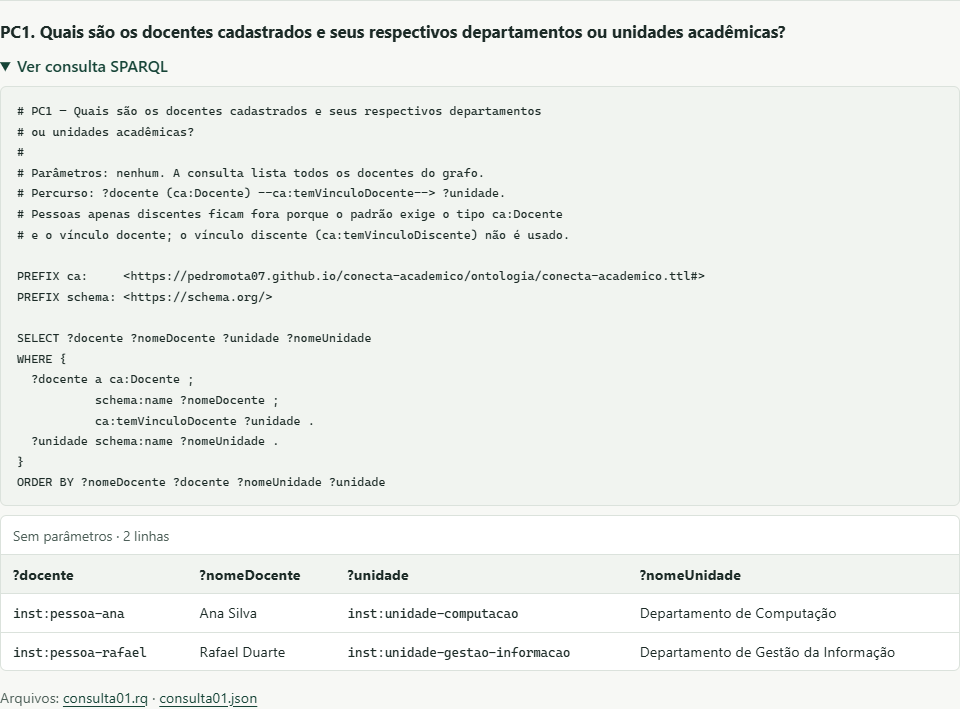 PC1. Quais são os docentes cadastrados e seus respectivos departamentos ou unidades acadêmicas?
▼ Ver consulta SPARQL
# PC1 — Quais são os docentes cadastrados e seus respectivos departamentos
# ou unidades acadêmicas?
#
# Parâmetros: nenhum. A consulta lista todos os docentes do grafo.
# Percurso: ?docente (ca:Docente) --ca:temVinculoDocente--> ?unidade.
# Pessoas apenas discentes ficam fora porque o padrão exige o tipo ca:Docente
# e o vínculo docente; o vínculo discente (ca:temVinculoDiscente) não é usado.
PREFIX ca:     <https://pedromota07.github.io/conecta-academico/ontologia/conecta-academico.ttl#>
PREFIX schema: <https://schema.org/>
SELECT ?docente ?nomeDocente ?unidade ?nomeUnidade
WHERE {
  ?docente a ca:Docente ;
           schema:name ?nomeDocente ;
           ca:temVinculoDocente ?unidade .
  ?unidade schema:name ?nomeUnidade .
}
ORDER BY ?nomeDocente ?docente ?nomeUnidade ?unidade
Sem parâmetros · 2 linhas
?docente ?nomeDocente ?unidade ?nomeUnidade
inst:pessoa-ana Ana Silva inst:unidade-computacao Departamento de Computação
inst:pessoa-rafael Rafael Duarte inst:unidade-gestao-informacao Departamento de Gestão da Informação
Arquivos: consulta01.rq · consulta01.json